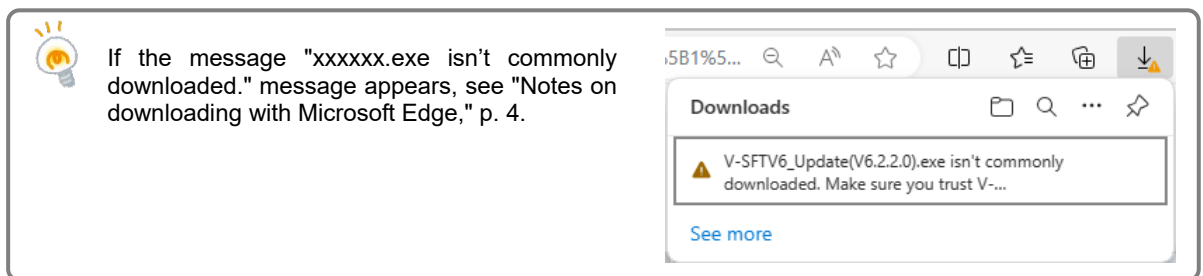 If the message "xxxxxx.exe isn’t commonly
downloaded." message appears, see "Notes on
downloading with Microsoft Edge," p. 4.
5B1%5...
Downloads
V-SFTV6_Update(V6.2.2.0).exe isn't commonly
downloaded. Make sure you trust V-...
See more